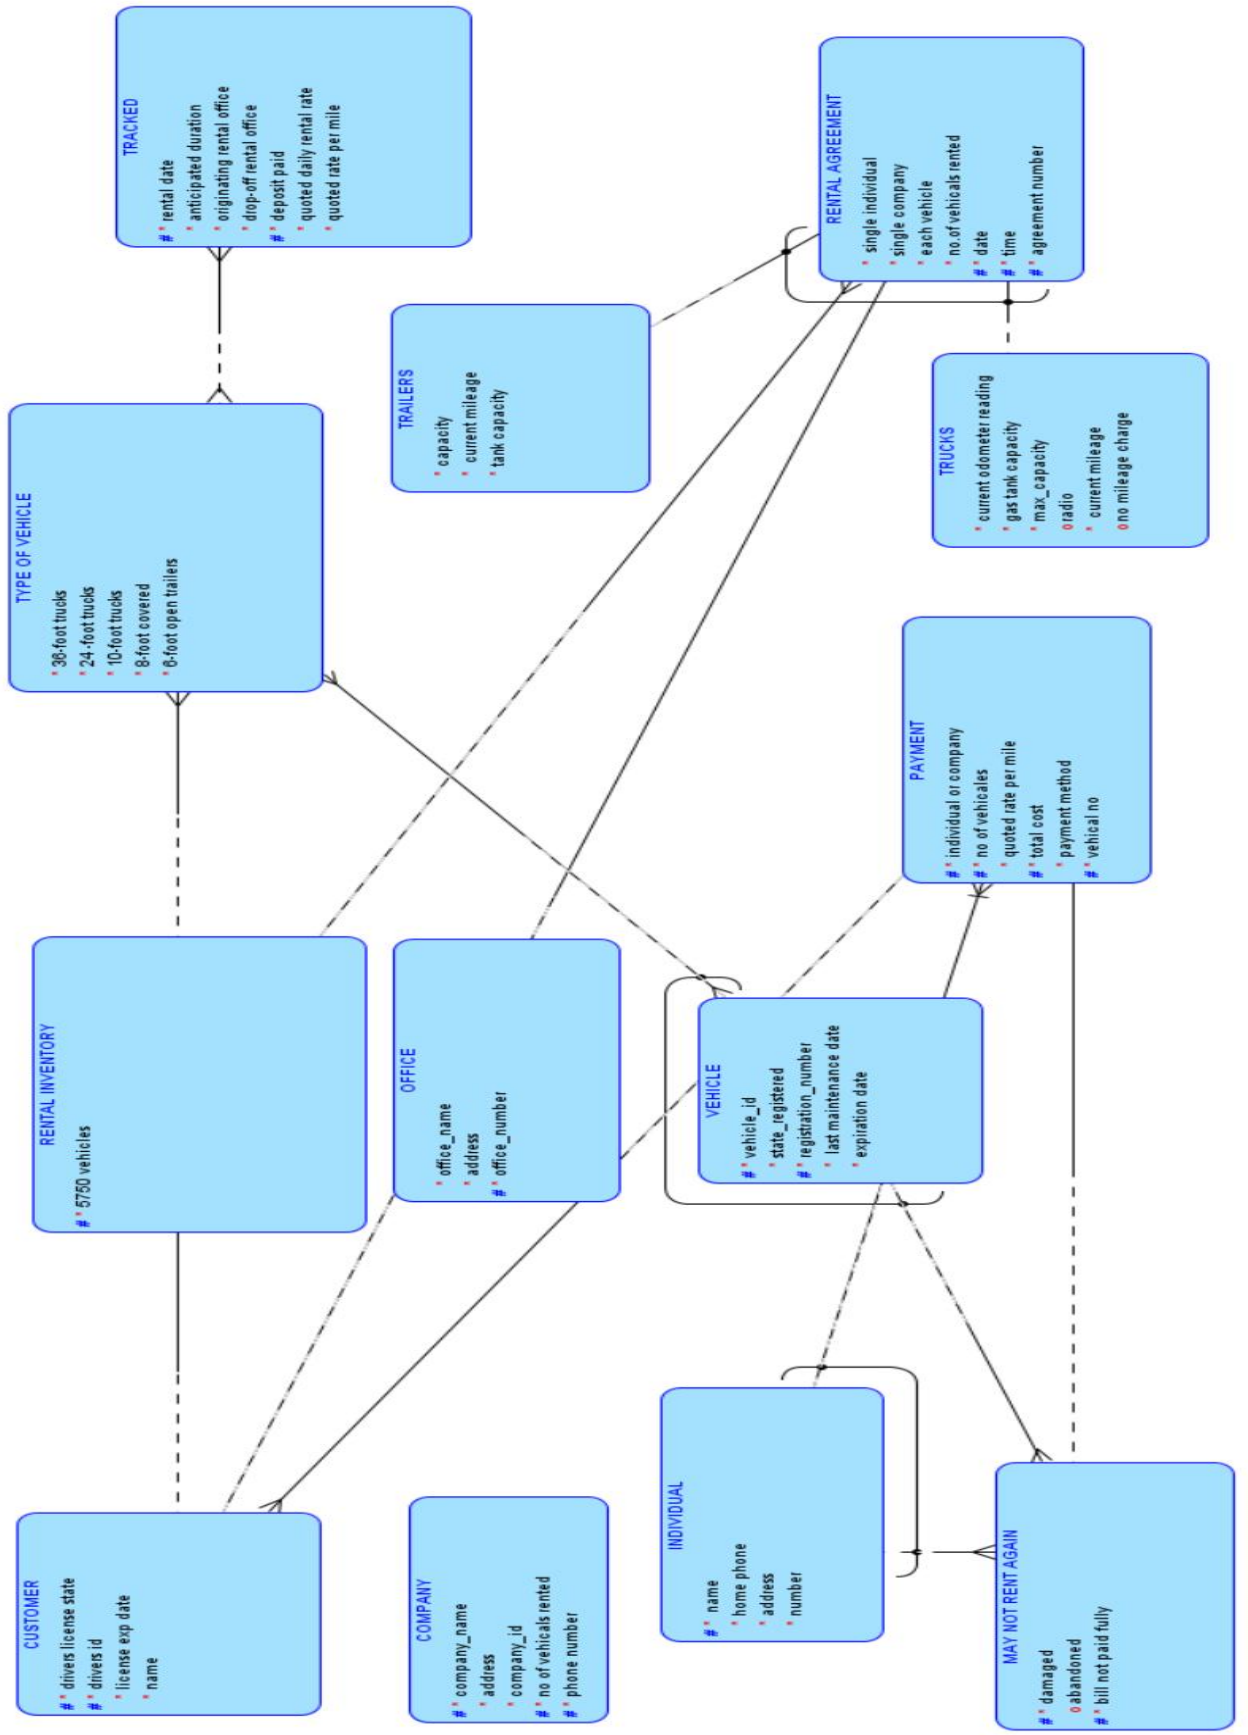 CUSTOMER
#* drivers license state
#* drivers id
* license exp date
* name
RENTAL INVENTORY
#* 5750 vehicles
TYPE OF VEHICLE
* 36-foot trucks
* 24-foot trucks
* 10-foot trucks
* 8-foot covered
* 6-foot open trailers
TRACKED
#* rental date
* anticipated duration
* originating rental office
* drop-off rental office
#* deposit paid
* quoted daily rental rate
* quoted rate per mile
COMPANY
#* company_name
* address
* company_id
#* no of vehicals rented
#* phone number
OFFICE
* office_name
* address
#* office_number
TRAILERS
* capacity
* current mileage
* tank capacity
INDIVIDUAL
#* name
* home phone
* address
* number
VEHICLE
#* vehicle_id
* state_registered
#* registration_number
* last maintenance date
* expiration date
RENTAL AGREEMENT
* single individual
* single company
* each vehicle
* no.of vehicals rented
#* date
#* time
#* agreement number
MAY NOT RENT AGAIN
#* damaged
o abandoned
#* bill not paid fully
PAYMENT
#* individual or company
#* no of vehicales
* quoted rate per mile
#* total cost
* payment method
#* vehical no
TRUCKS
* current odometer reading
* gas tank capacity
* max_capacity
o radio
* current mileage
o no mileage charge